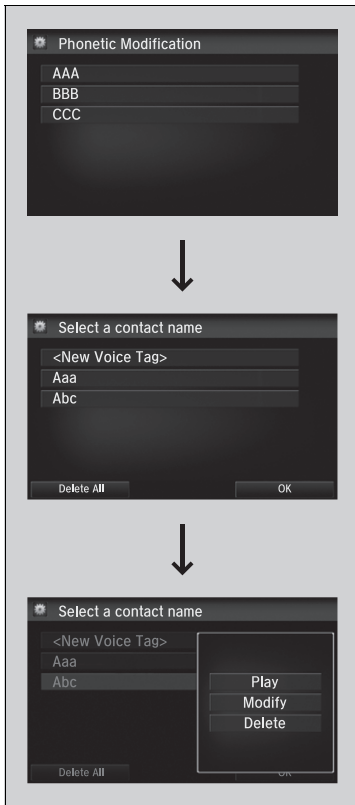 Phonetic Modification
AAA
BBB
CCC
Select a contact name
<New Voice Tag>
Aaa
Abc
Delete All OK
Select a contact name
<New Voice Tag>
Aaa
Abc
Play
Modify
Delete
Delete All OK